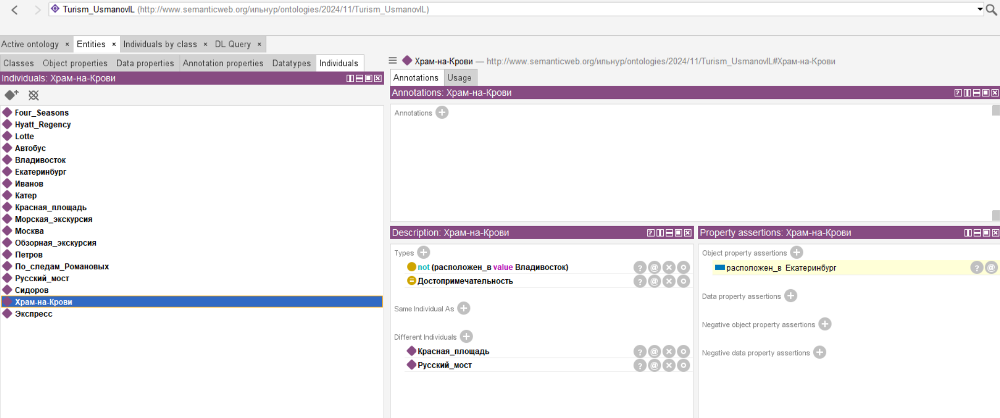 Turism_UsmanovIL (http://www.semanticweb.org/ильнур/ontologies/2024/11/Turism_UsmanovIL)
Active ontology × Entities × Individuals by class × DL Query ×
Classes Object properties Data properties Annotation properties Datatypes Individuals
Individuals: Храм-на-Крови
Four_Seasons
Hyatt_Regency
Lotte
Автобус
Владивосток
Екатеринбург
Иванов
Катер
Красная_площадь
Морская_экскурсия
Москва
Обзорная_экскурсия
Петров
По_следам_Романовых
Русский_мост
Сидоров
Храм-на-Крови
Экспресс
Храм-на-Крови — http://www.semanticweb.org/ильнур/ontologies/2024/11/Turism_UsmanovIL#Храм-на-Крови
Annotations Usage
Annotations: Храм-на-Крови
Annotations
Description: Храм-на-Крови
Types
not (расположен_в value Владивосток)
Достопримечательность
Same Individual As
Different Individuals
Красная_площадь
Русский_мост
Property assertions: Храм-на-Крови
Object property assertions
расположен_в Екатеринбург
Data property assertions
Negative object property assertions
Negative data property assertions